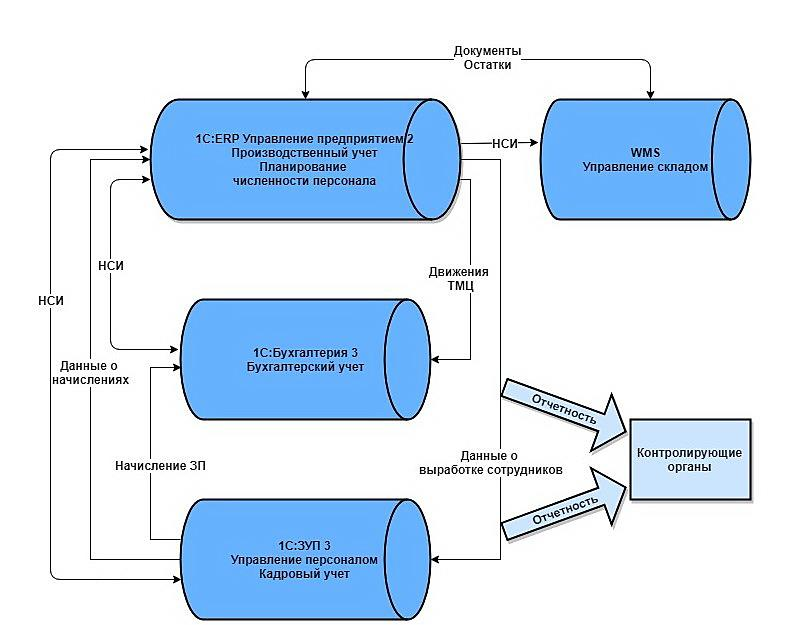 Документы
Остатки
1С:ERP Управление предприятием 2
Производственный учет
Планирование
численности персонала
НСИ
WMS
Управление складом
НСИ
НСИ
Движения
ТМЦ
1С:Бухгалтерия 3
Бухгалтерский учет
Данные о
начислениях
Отчетность
Контролирующие
органы
Начисление ЗП
Данные о
выработке сотрудников
Отчетность
1С:ЗУП 3
Управление персоналом
Кадровый учет